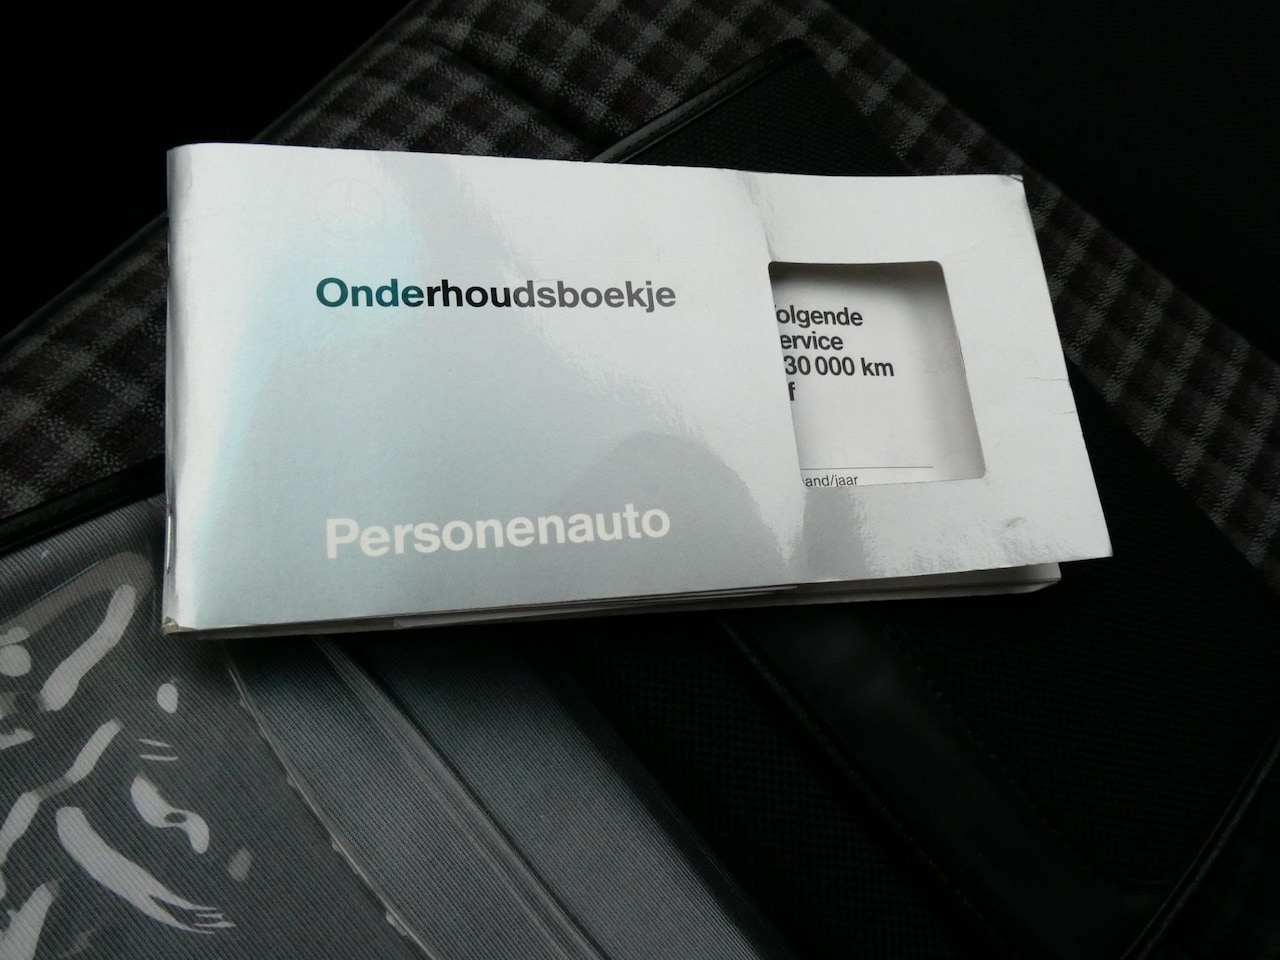 Onderhoudsboekje
Personenauto
olgende
ervice
30 000 km
f
and/jaar